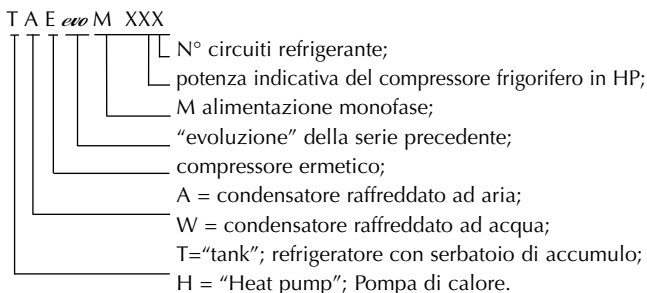 T A E evo M XXX
N° circuiti refrigerante;
potenza indicativa del compressore frigorifero in HP;
M alimentazione monofase;
“evoluzione” della serie precedente;
compressore ermetico;
A = condensatore raffreddato ad aria;
W = condensatore raffreddato ad acqua;
T=“tank”; refrigeratore con serbatoio di accumulo;
H = “Heat pump”; Pompa di calore.